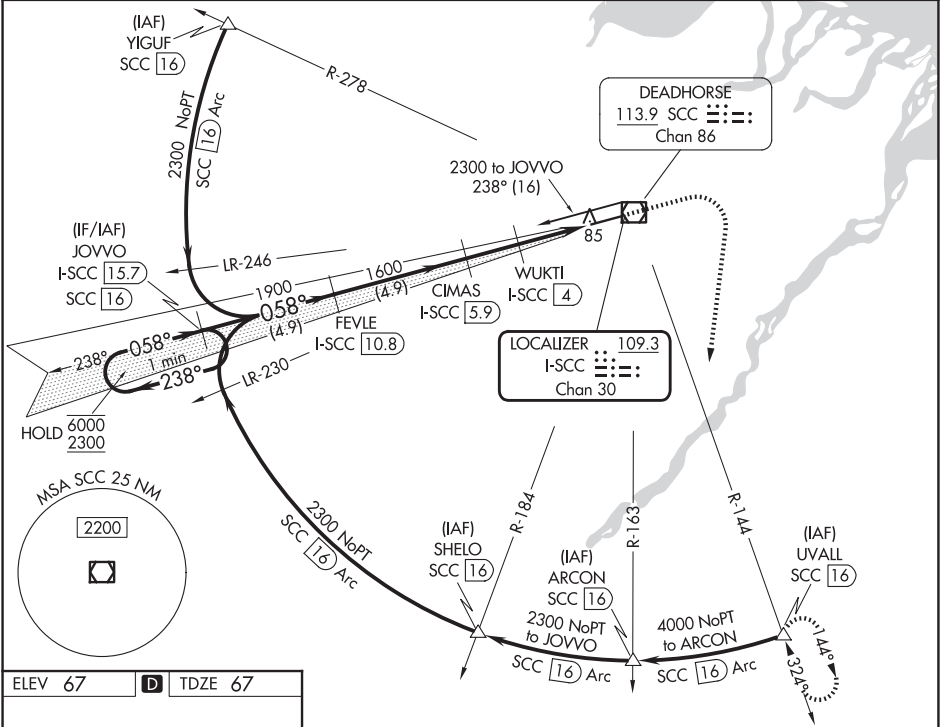 (IAF)
YIGUF
SCC 16
R-278
2300 NoPT
SCC 16 Arc
DEADHORSE
113.9 SCC
Chan 86
2300 to JOVVO
238° (16)
85
(IF/IAF)
JOVVO
I-SCC 15.7
SCC 16
LR-246
1900
1600
058°
(4.9)
(4.9)
WUKTI
I-SCC 4
CIMAS
I-SCC 5.9
FEVLE
I-SCC 10.8
238°
058°
1 min
238°
LR-230
LOCALIZER 109.3
I-SCC
Chan 30
HOLD 6000
2300
MSA SCC 25 NM
2200
2300 NoPT
SCC 16 Arc
R-184
R-163
R-144
(IAF)
SHELO
SCC 16
(IAF)
ARCON
SCC 16
(IAF)
UVALL
SCC 16
2300 NoPT
to JOVVO
SCC 16 Arc
4000 NoPT
to ARCON
SCC 16 Arc
144°
324°
ELEV 67 D TDZE 67